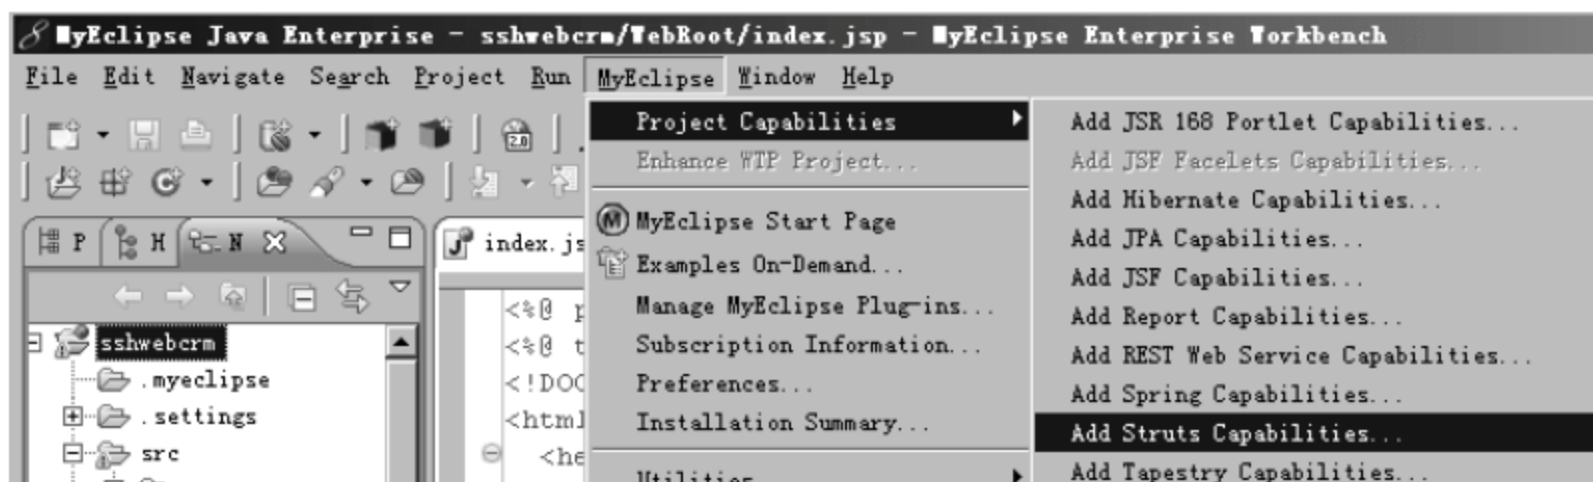 MyEclipse Java Enterprise - sshwebcrm/WebRoot/index.jsp - MyEclipse Enterprise Workbench
File Edit Navigate Search Project Run MyEclipse Window Help
Project Capabilities
Enhance WTP Project...
MyEclipse Start Page
Examples On-Demand...
Manage MyEclipse Plug-ins...
Subscription Information...
Preferences...
Installation Summary...
Utilities
Add JSR 168 Portlet Capabilities...
Add JSF Facelets Capabilities...
Add Hibernate Capabilities...
Add JPA Capabilities...
Add JSF Capabilities...
Add Report Capabilities...
Add REST Web Service Capabilities...
Add Spring Capabilities...
Add Struts Capabilities...
Add Tapestry Capabilities...
2.0
P H N
sshwebcrm
.myeclipse
.settings
src
index.js
<%@ p
<%@ t
<!DOC
<html
<he